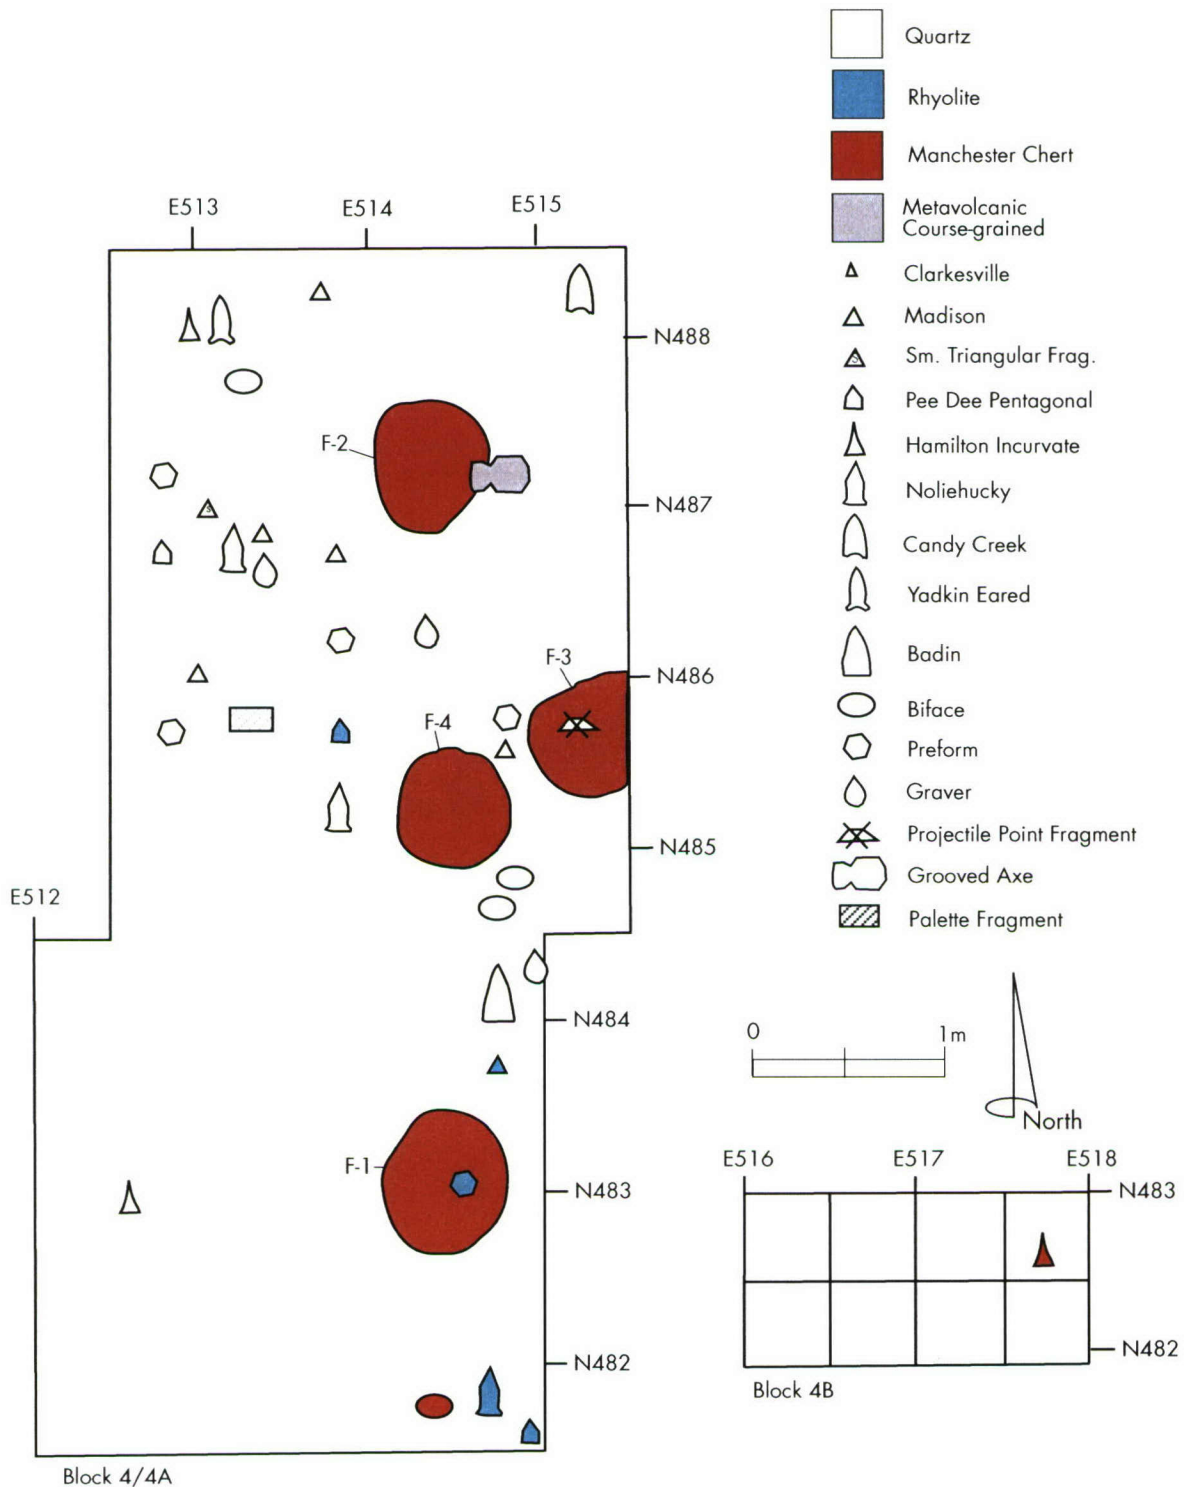 Quartz
Rhyolite
Manchester Chert
Metavolcanic
Course-grained
Clarkesville
Madison
Sm. Triangular Frag.
Pee Dee Pentagonal
Hamilton Incurvate
Noliehucky
Candy Creek
Yadkin Eared
Badin
Biface
Preform
Graver
Projectile Point Fragment
Grooved Axe
Palette Fragment
E513
E514
E515
N488
F-2
N487
F-3
N486
F-4
N485
E512
N484
F-1
N483
N482
Block 4/4A
0
1m
North
E516
E517
E518
N483
N482
Block 4B